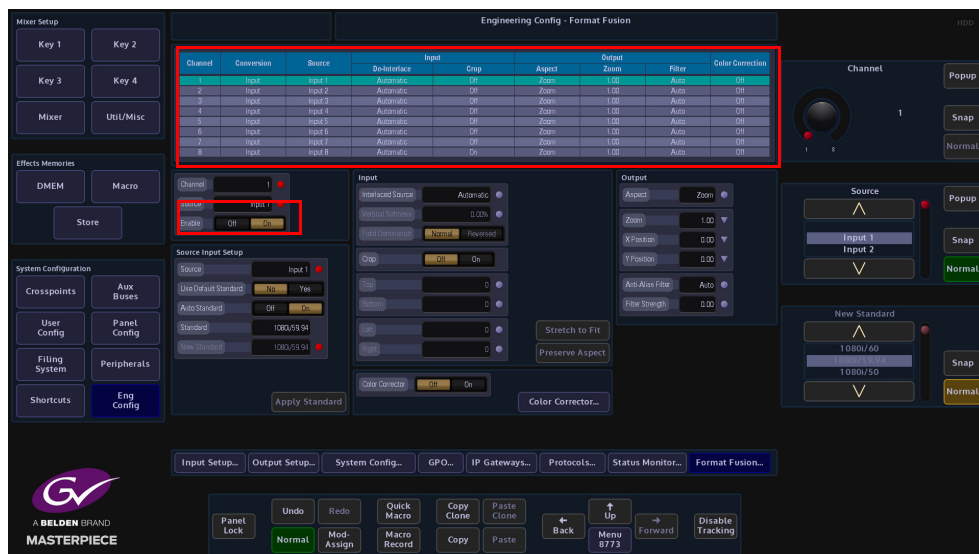 Mixer Setup
Engineering Config - Format Fusion
HDD
Key 1 Key 2
Key 3 Key 4
Mixer Util/Misc
Channel Conversion Source Input Output Color Correction
De-Interlace Crop Aspect Zoom Filter
1 Input Input 1 Automatic Off Zoom 1.00 Auto Off
2 Input Input 2 Automatic Off Zoom 1.00 Auto Off
3 Input Input 3 Automatic Off Zoom 1.00 Auto Off
4 Input Input 4 Automatic Off Zoom 1.00 Auto Off
5 Input Input 5 Automatic Off Zoom 1.00 Auto Off
6 Input Input 6 Automatic Off Zoom 1.00 Auto Off
7 Input Input 7 Automatic Off Zoom 1.00 Auto Off
8 Input Input 8 Automatic On Zoom 1.00 Auto Off
Channel
1
1 8
Popup
Snap
Normal
Effects Memories
DMEM Macro
Store
Channel 1
Source Input 1
Enable Off On
Input
Interlaced Source Automatic
Vertical Softness 0.00%
Field Dominance Normal Reversed
Crop Off On
Top 0
Bottom 0
Left 0
Right 0
Stretch to Fit
Preserve Aspect
Color Corrector Off On
Color Corrector...
Output
Aspect Zoom
Zoom 1.00
X Position 0.00
Y Position 0.00
Anti-Alias Filter Auto
Filter Strength 0.00
Source
Input 1
Input 2
Popup
Snap
Normal
Source Input Setup
Source Input 1
Use Default Standard No Yes
Auto Standard Off On
Standard 1080i/59.94
New Standard 1080i/59.94
Apply Standard
New Standard
1080i/60
1080i/59.94
1080i/50
Snap
Normal
System Configuration
Crosspoints Aux Buses
User Config Panel Config
Filing System Peripherals
Shortcuts Eng Config
Input Setup... Output Setup... System Config... GPO... IP Gateways... Protocols... Status Monitor... Format Fusion...
GV
A BELDEN BRAND
MASTERPIECE
Panel Lock
Undo Redo
Normal Mod-Assign
Quick Macro
Macro Record
Copy Clone Paste Clone
Copy Paste
Back
Up
Menu 8773
Forward
Disable Tracking